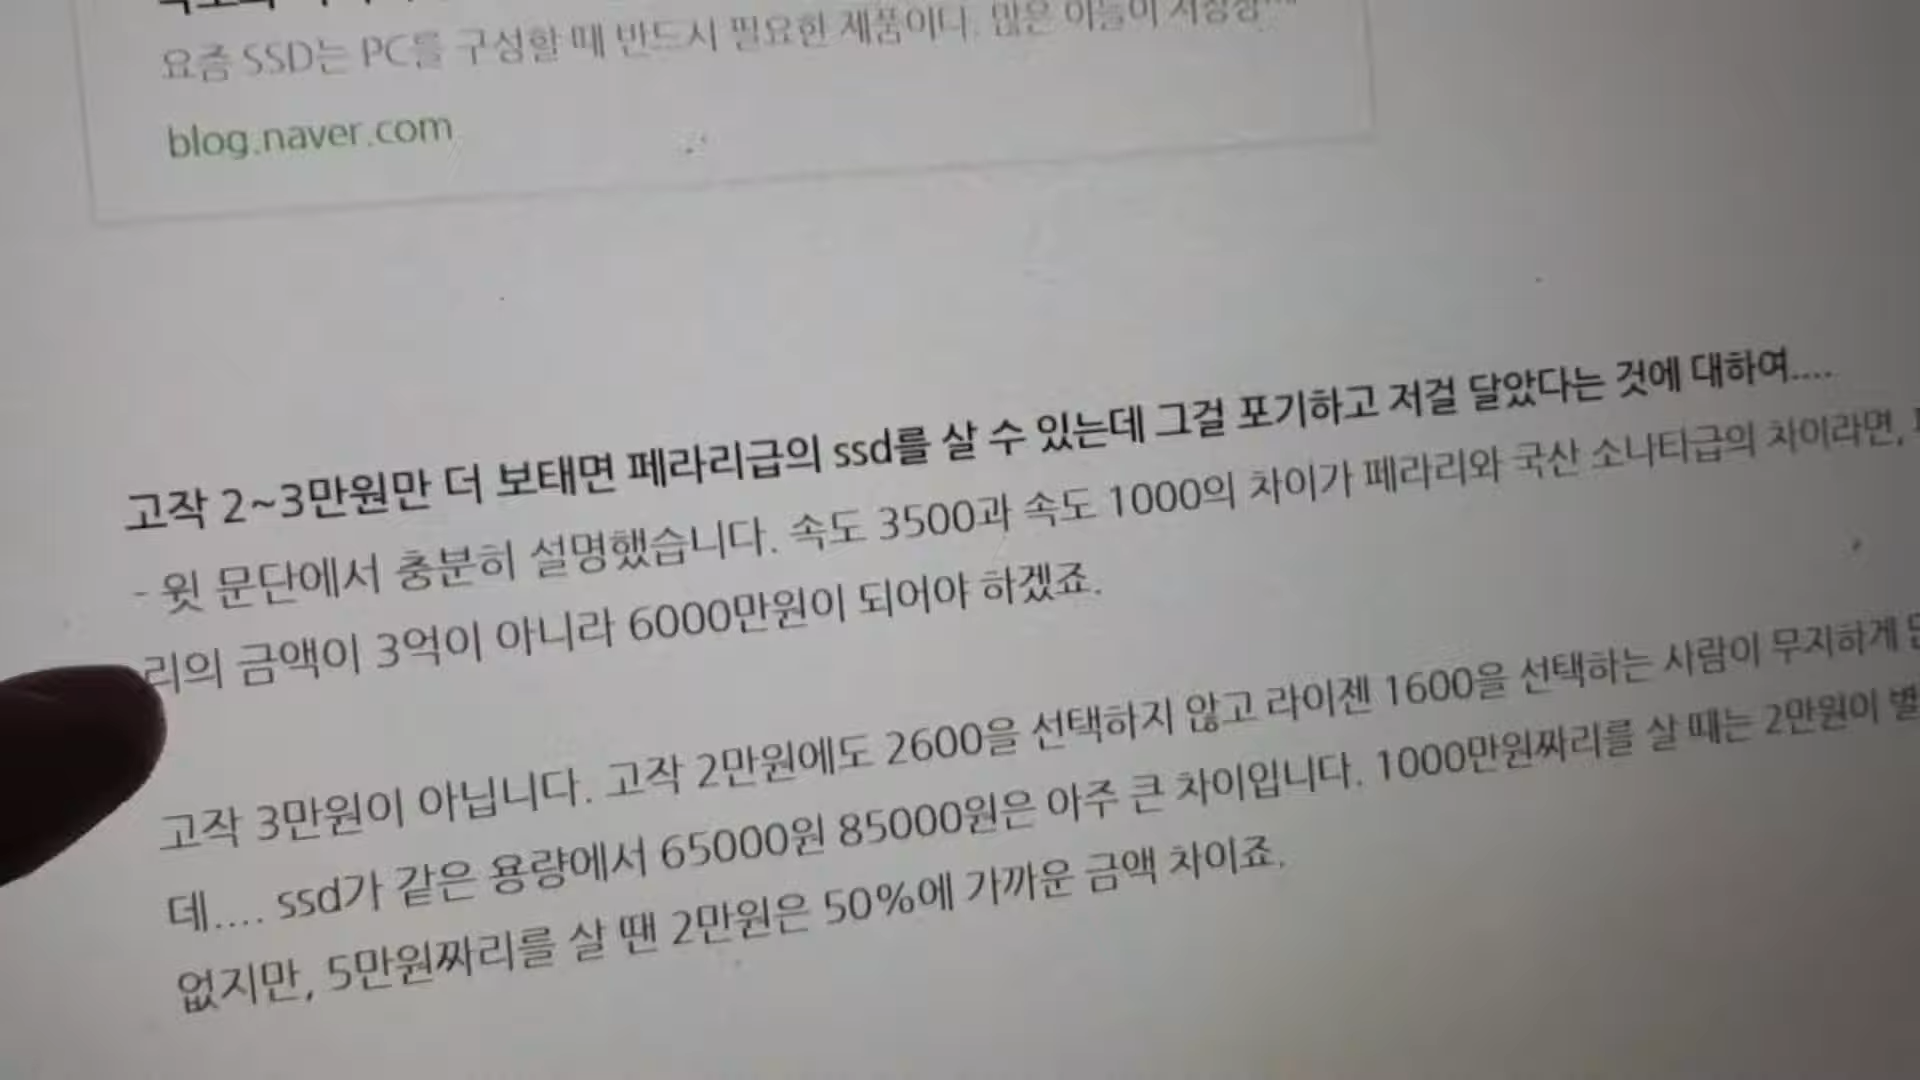 요즘 SSD는 PC를 구성할 때 반드시 필요한 제품이다. 많은 이들이 저장장
blog.naver.com
고작 2~3만원만 더 보태면 페라리급의 ssd를 살 수 있는데 그걸 포기하고 저걸 달았다는 것에 대하여....
- 윗 문단에서 충분히 설명했습니다. 속도 3500과 속도 1000의 차이가 페라리와 국산 소나타급의 차이라면,
리의 금액이 3억이 아니라 6000만원이 되어야 하겠죠.
고작 3만원이 아닙니다. 고작 2만원에도 2600을 선택하지 않고 라이젠 1600을 선택하는 사람이 무지하게
데.... ssd가 같은 용량에서 65000원 85000원은 아주 큰 차이입니다. 1000만원짜리를 살 때는 2만원이 별
없지만, 5만원짜리를 살 땐 2만원은 50%에 가까운 금액 차이죠.